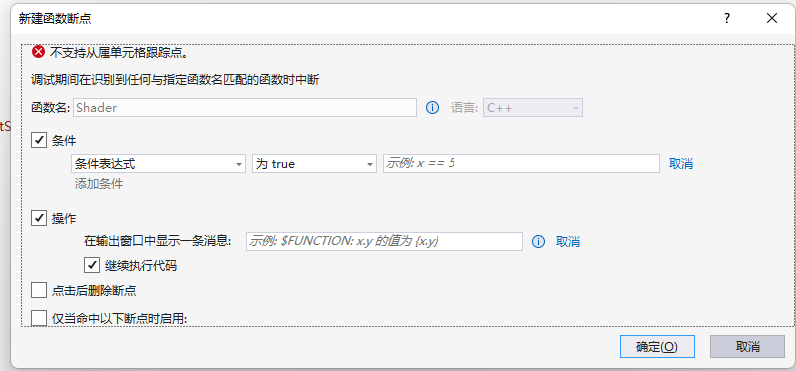 新建函数断点
不支持从属单元格跟踪点。
调试期间在识别到任何与指定函数名匹配的函数时中断
函数名: Shader 语言: C++
tS
条件
条件表达式 为 true 示例: x == 5 取消
添加条件
操作
在输出窗口中显示一条消息: 示例: $FUNCTION: x.y 的值为 {x.y} 取消
继续执行代码
点击后删除断点
仅当命中以下断点时启用:
确定(O) 取消